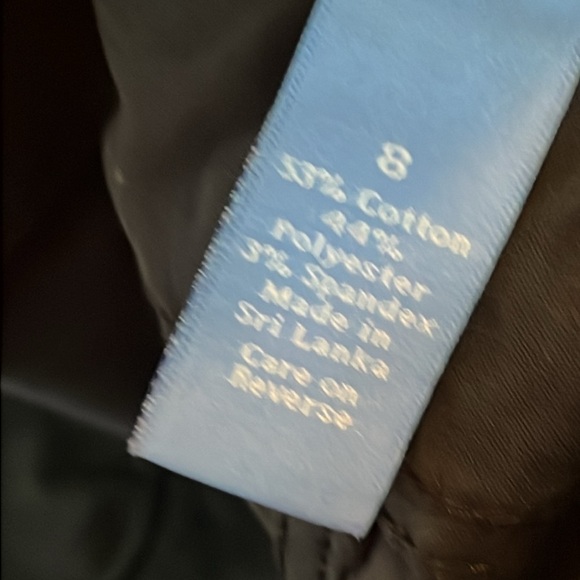 8
53% Cotton
44%
Polyester
3% Spandex
Made in
Sri Lanka
Care on
Reverse